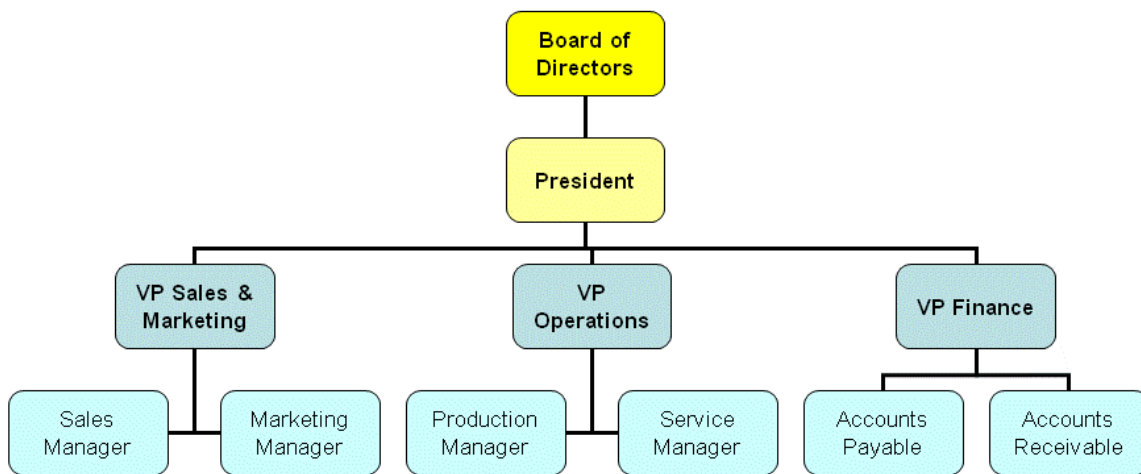 Board of
Directors
President
VP Sales &
Marketing
VP
Operations
VP Finance
Sales
Manager
Marketing
Manager
Production
Manager
Service
Manager
Accounts
Payable
Accounts
Receivable